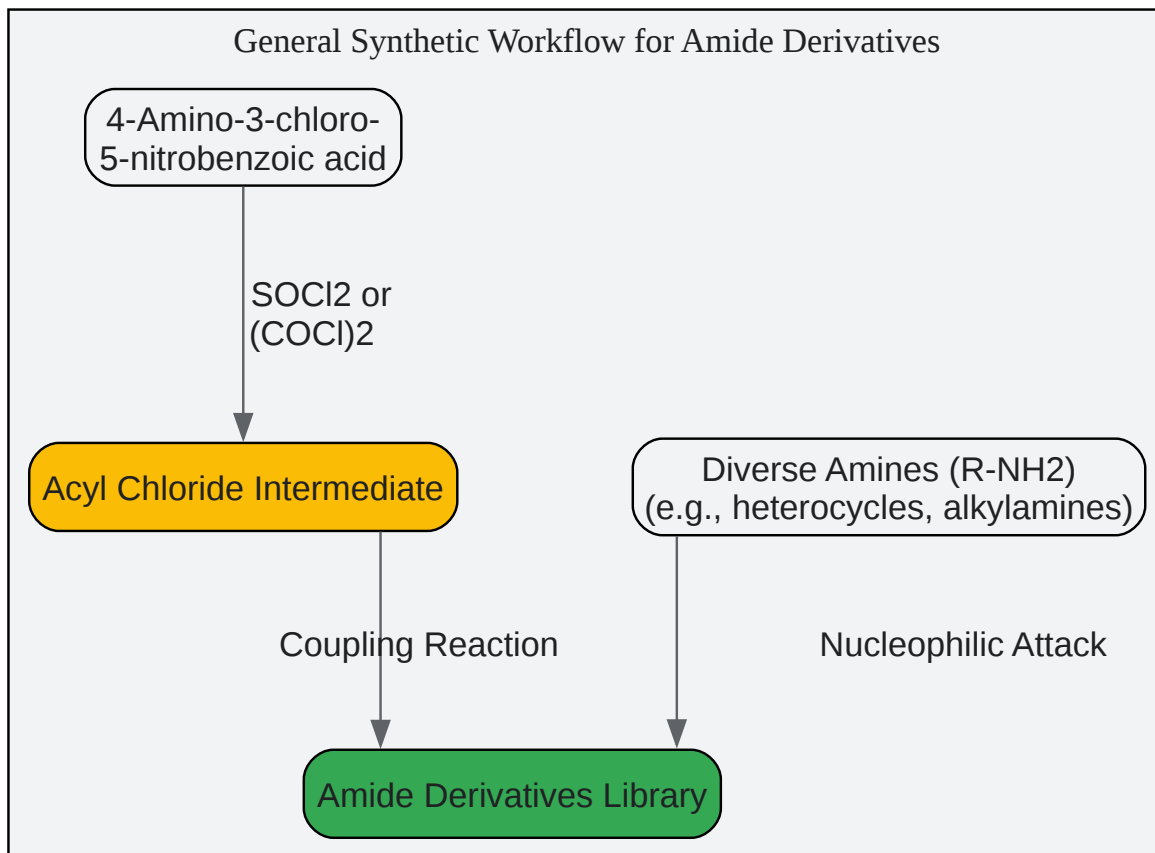 General Synthetic Workflow for Amide Derivatives
4-Amino-3-chloro-
5-nitrobenzoic acid
SOCl2 or
(COCl)2
Acyl Chloride Intermediate
Diverse Amines (R-NH2)
(e.g., heterocycles, alkylamines)
Coupling Reaction
Nucleophilic Attack
Amide Derivatives Library